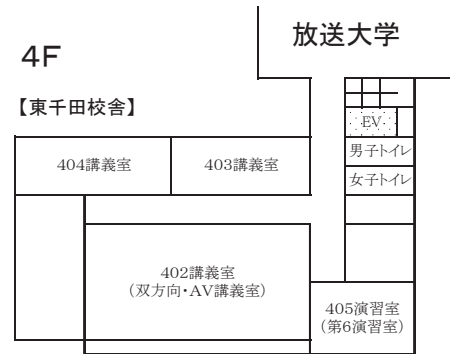 放送大学
4F
【東千田校舎】
EV
男子トイレ
404講義室
403講義室
女子トイレ
402講義室
(双方向・AV講義室)
405演習室
(第6演習室)